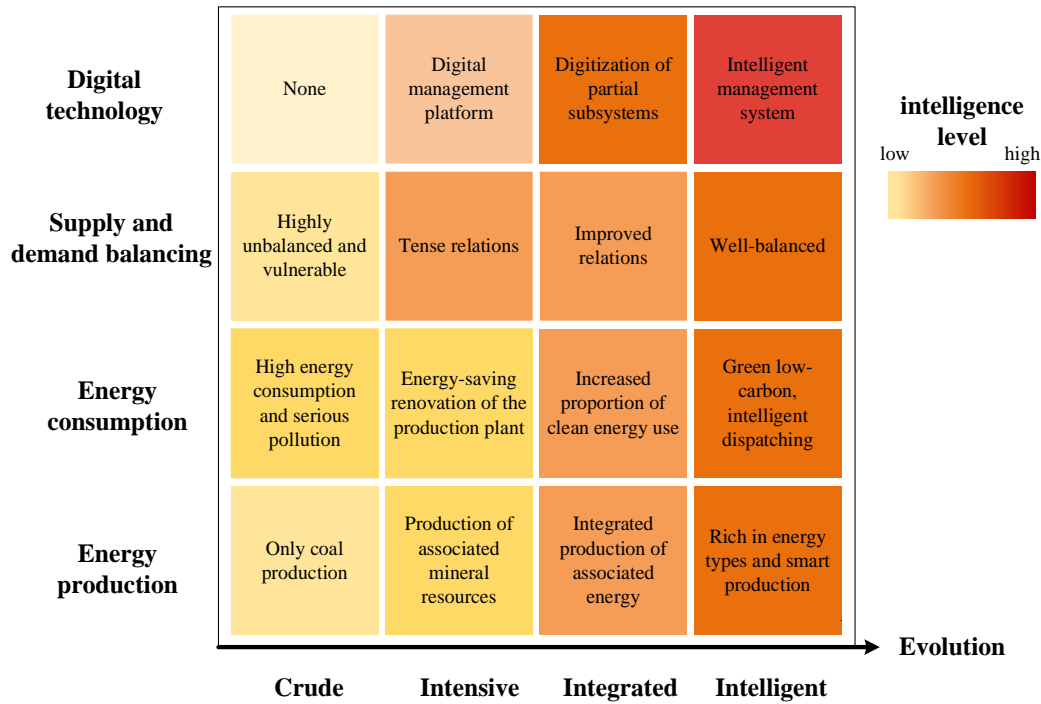 Digital
technology
None
Digital
management
platform
Digitization of
partial
subsystems
Intelligent
management
system
intelligence
level
low
high
Supply and
demand balancing
Highly
unbalanced and
vulnerable
Tense relations
Improved
relations
Well-balanced
Energy
consumption
High energy
consumption
and serious
pollution
Energy-saving
renovation of the
production plant
Increased
proportion of
clean energy use
Green low-
carbon,
intelligent
dispatching
Energy
production
Only coal
production
Production of
associated
mineral
resources
Integrated
production of
associated
energy
Rich in energy
types and smart
production
Evolution
Crude
Intensive
Integrated
Intelligent